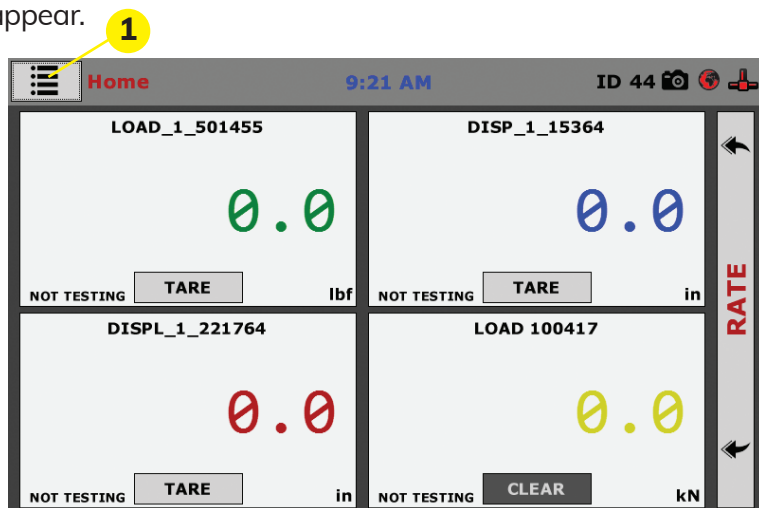 appear.
1
Home 9:21 AM ID 44
LOAD_1_501455
0.0
NOT TESTING TARE lbf
DISP_1_15364
0.0
NOT TESTING TARE in
DISPL_1_221764
0.0
NOT TESTING TARE in
LOAD 100417
0.0
NOT TESTING CLEAR kN
RATE